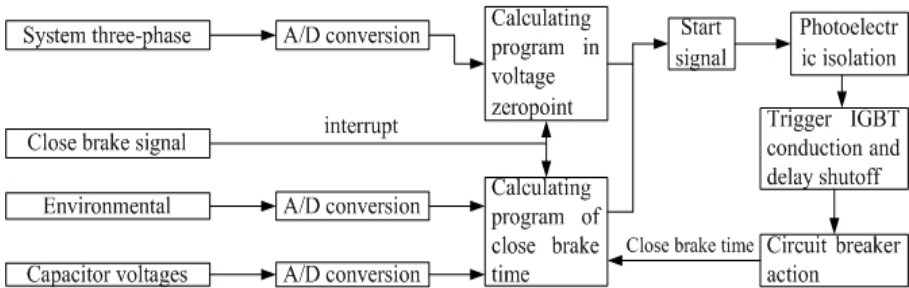 System three-phase
A/D conversion
Calculating
program in
voltage
zeropoint
Start
signal
Photoelectr
ic isolation
Close brake signal
interrupt
Trigger IGBT
conduction and
delay shutoff
Environmental
A/D conversion
Calculating
program of
close brake
time
Close brake time
Circuit breaker
action
Capacitor voltages
A/D conversion